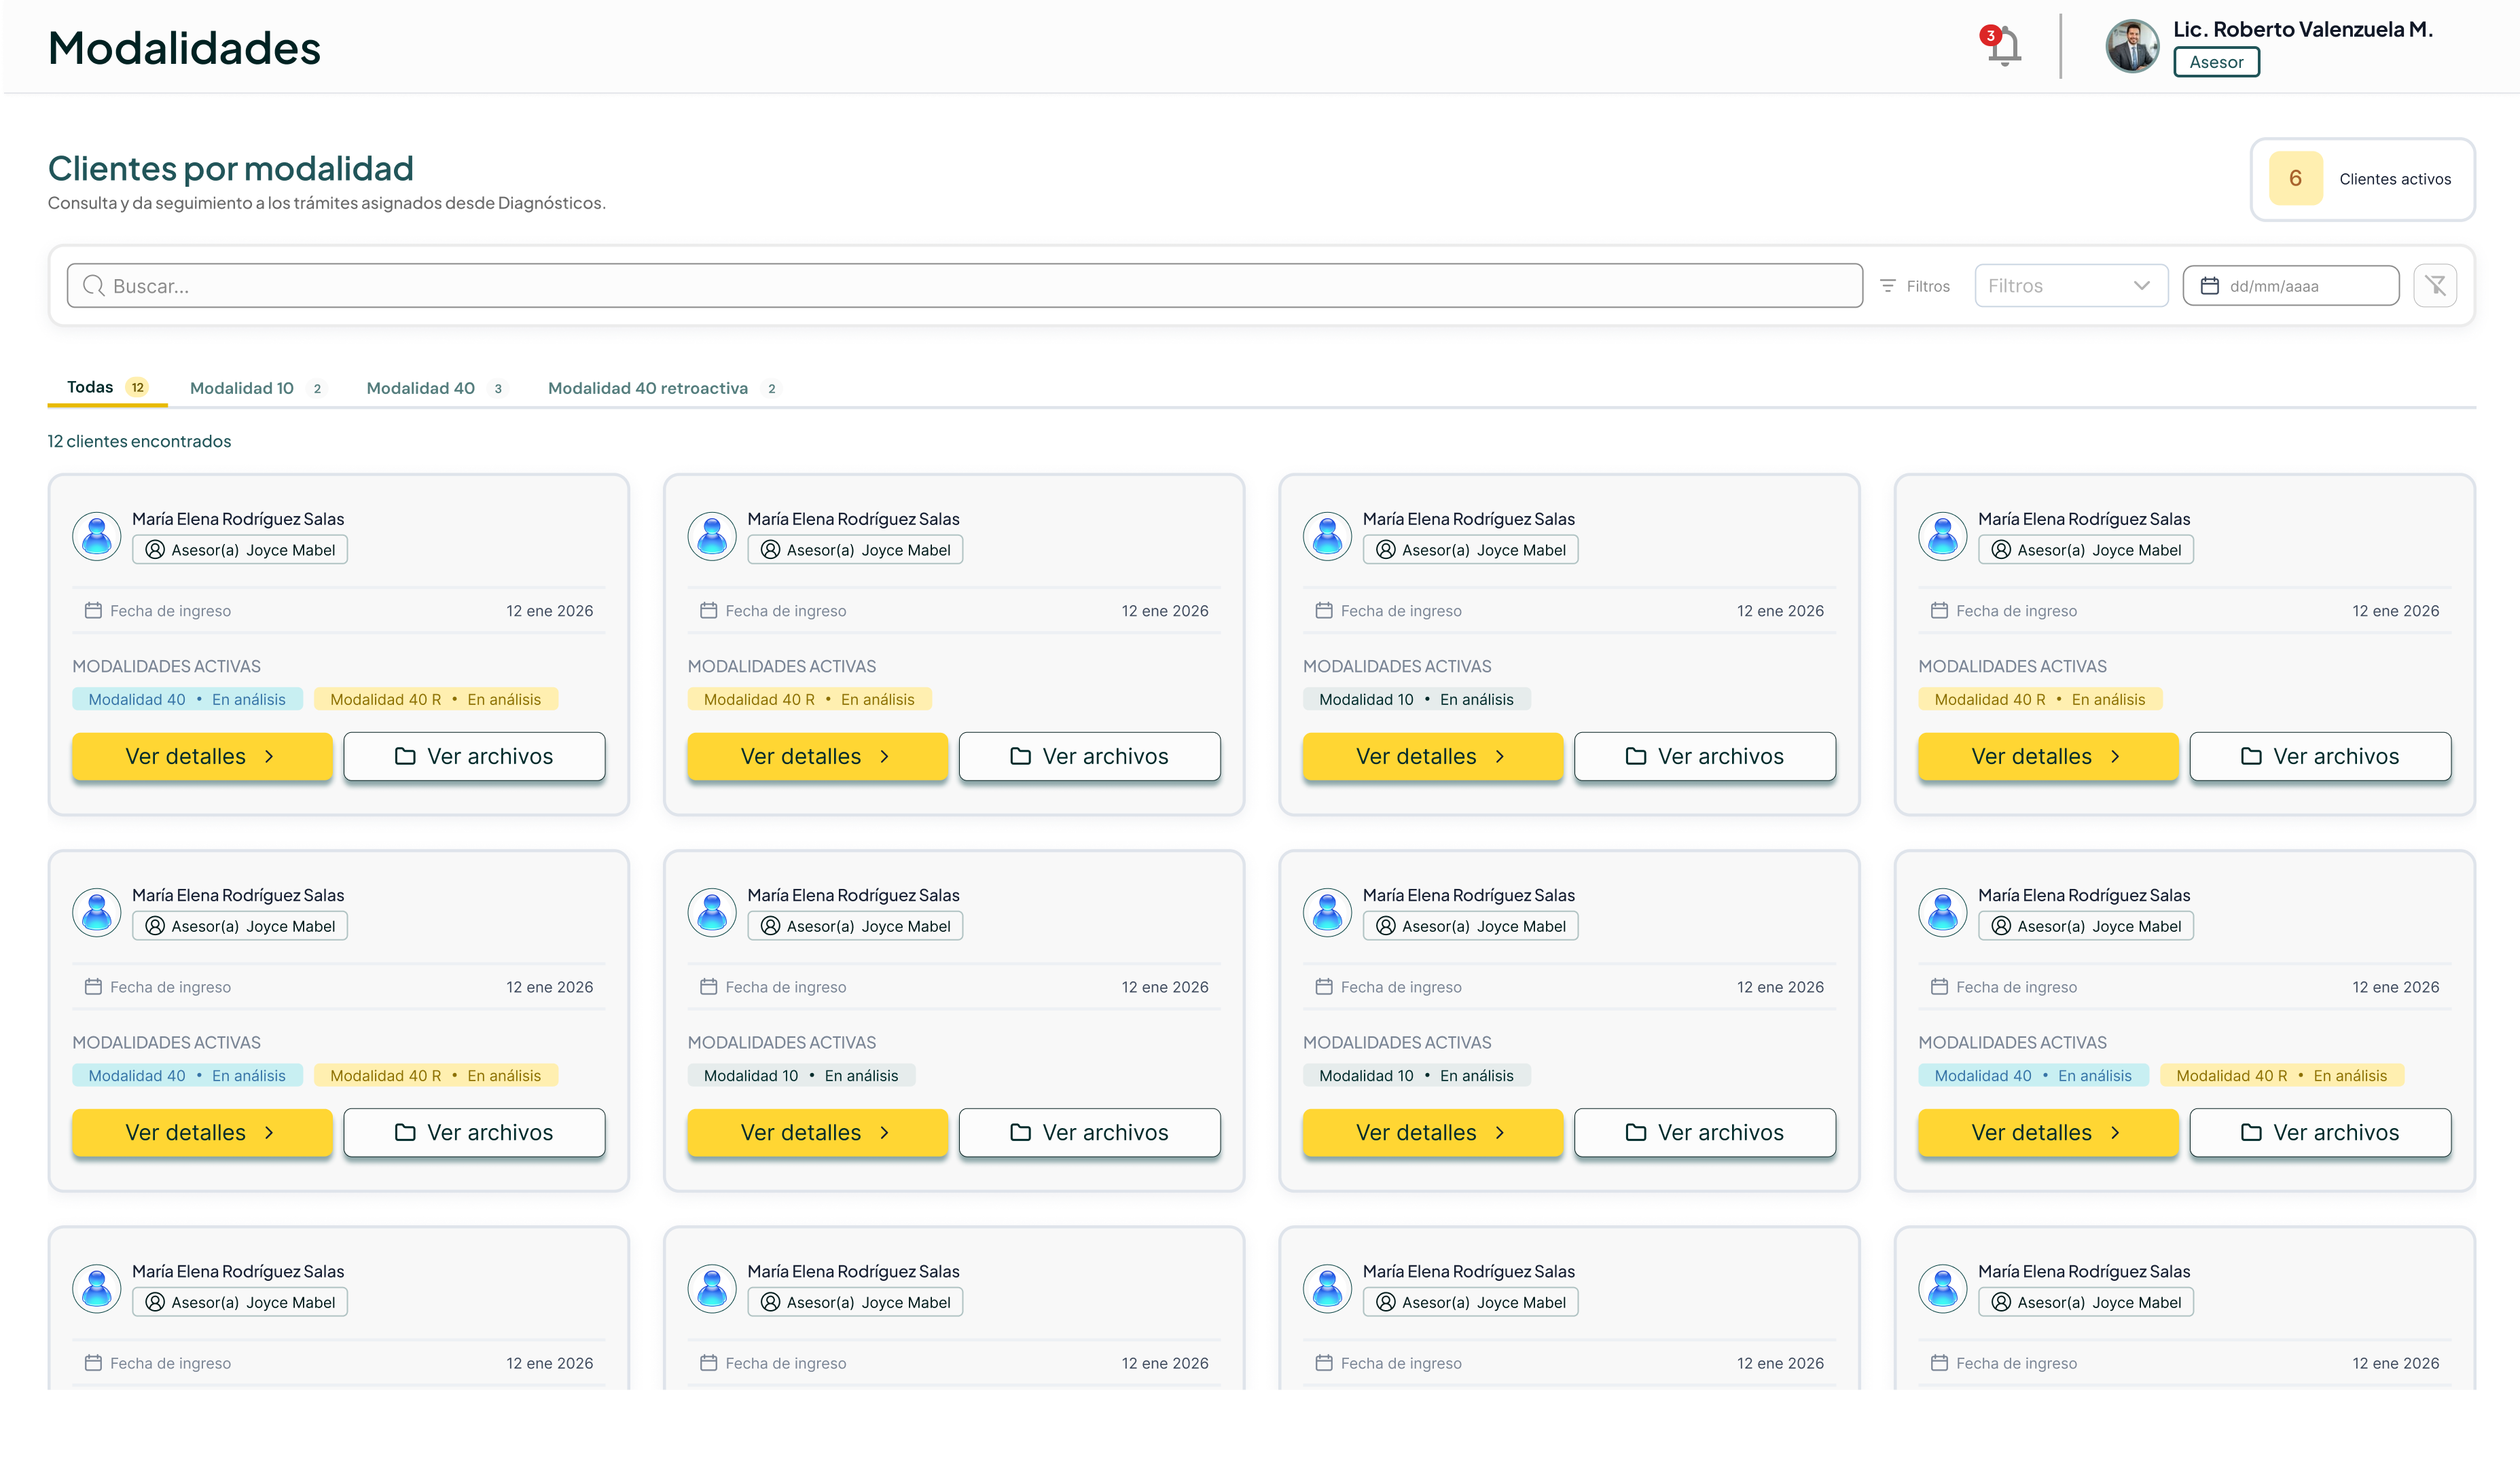 Modalidades
3
Lic. Roberto Valenzuela M.
Asesor
Clientes por modalidad
Consulta y da seguimiento a los trámites asignados desde Diagnósticos.
6 Clientes activos
Buscar... Filtros Filtros dd/mm/aaaa
Todas 12 Modalidad 10 2 Modalidad 40 3 Modalidad 40 retroactiva 2
12 clientes encontrados
María Elena Rodríguez Salas María Elena Rodríguez Salas María Elena Rodríguez Salas María Elena Rodríguez Salas
Asesor(a) Joyce Mabel Asesor(a) Joyce Mabel Asesor(a) Joyce Mabel Asesor(a) Joyce Mabel
Fecha de ingreso 12 ene 2026 Fecha de ingreso 12 ene 2026 Fecha de ingreso 12 ene 2026 Fecha de ingreso 12 ene 2026
MODALIDADES ACTIVAS MODALIDADES ACTIVAS MODALIDADES ACTIVAS MODALIDADES ACTIVAS
Modalidad 40 • En análisis Modalidad 40 R • En análisis Modalidad 40 R • En análisis Modalidad 10 • En análisis Modalidad 40 R • En análisis
Ver detalles Ver archivos Ver detalles Ver archivos Ver detalles Ver archivos Ver detalles Ver archivos
María Elena Rodríguez Salas María Elena Rodríguez Salas María Elena Rodríguez Salas María Elena Rodríguez Salas
Asesor(a) Joyce Mabel Asesor(a) Joyce Mabel Asesor(a) Joyce Mabel Asesor(a) Joyce Mabel
Fecha de ingreso 12 ene 2026 Fecha de ingreso 12 ene 2026 Fecha de ingreso 12 ene 2026 Fecha de ingreso 12 ene 2026
MODALIDADES ACTIVAS MODALIDADES ACTIVAS MODALIDADES ACTIVAS MODALIDADES ACTIVAS
Modalidad 40 • En análisis Modalidad 40 R • En análisis Modalidad 10 • En análisis Modalidad 10 • En análisis Modalidad 40 • En análisis Modalidad 40 R • En análisis
Ver detalles Ver archivos Ver detalles Ver archivos Ver detalles Ver archivos Ver detalles Ver archivos
María Elena Rodríguez Salas María Elena Rodríguez Salas María Elena Rodríguez Salas María Elena Rodríguez Salas
Asesor(a) Joyce Mabel Asesor(a) Joyce Mabel Asesor(a) Joyce Mabel Asesor(a) Joyce Mabel
Fecha de ingreso 12 ene 2026 Fecha de ingreso 12 ene 2026 Fecha de ingreso 12 ene 2026 Fecha de ingreso 12 ene 2026